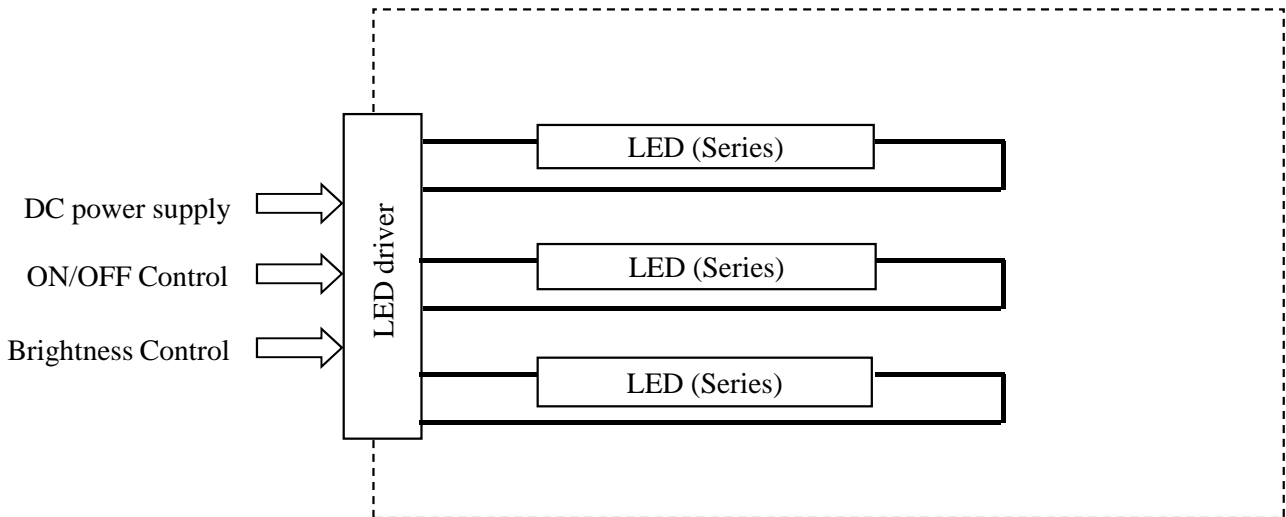 LED (Series)
DC power supply
LED driver
LED (Series)
ON/OFF Control
Brightness Control
LED (Series)